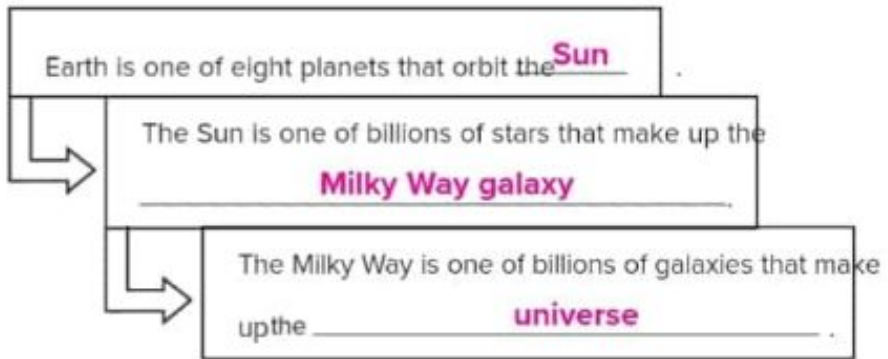 Earth is one of eight planets that orbit the Sun .
The Sun is one of billions of stars that make up the
Milky Way galaxy .
The Milky Way is one of billions of galaxies that make
upthe universe .